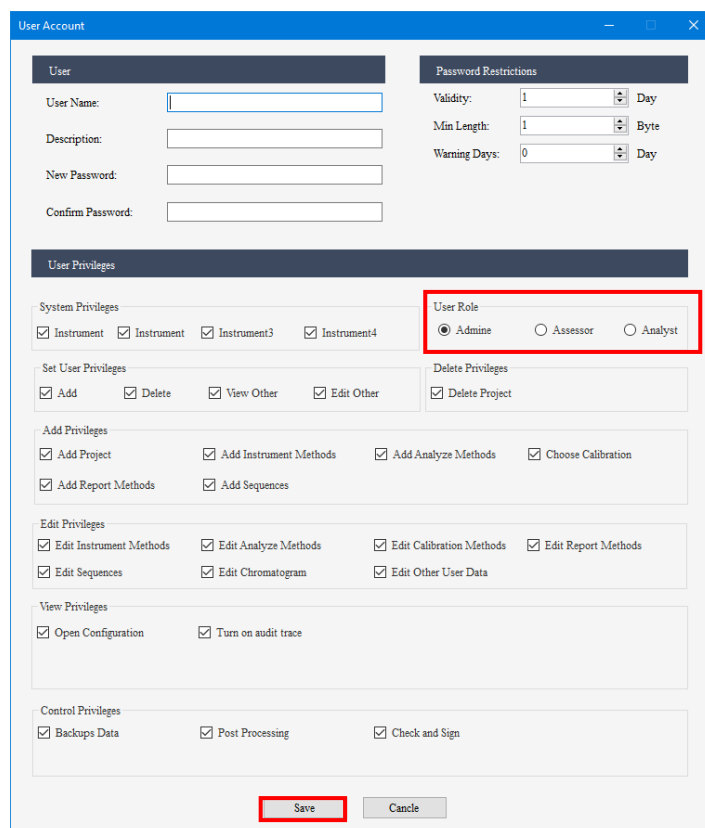 User Account
User
User Name:
Description:
New Password:
Confirm Password:
Password Restrictions
Validity: 1 Day
Min Length: 1 Byte
Warning Days: 0 Day
User Privileges
System Privileges
Instrument Instrument Instrument3 Instrument4
User Role
Admine Assessor Analyst
Set User Privileges
Add Delete View Other Edit Other
Delete Privileges
Delete Project
Add Privileges
Add Project Add Instrument Methods Add Analyze Methods Choose Calibration
Add Report Methods Add Sequences
Edit Privileges
Edit Instrument Methods Edit Analyze Methods Edit Calibration Methods Edit Report Methods
Edit Sequences Edit Chromatogram Edit Other User Data
View Privileges
Open Configuration Turn on audit trace
Control Privileges
Backups Data Post Processing Check and Sign
Save Cancle